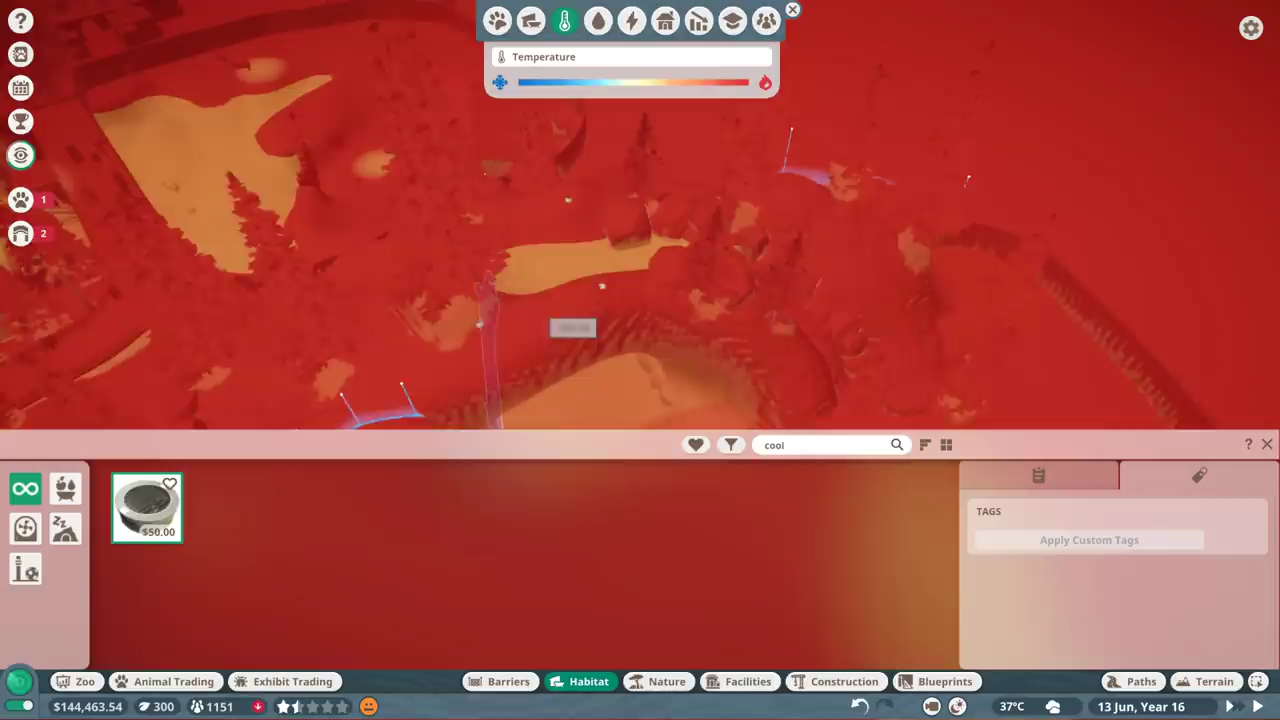 Temperature
1
2
cool
$50.00
TAGS
Apply Custom Tags
Zoo
Animal Trading
Exhibit Trading
Barriers
Habitat
Nature
Facilities
Construction
Blueprints
Paths
Terrain
$144,463.54
300
1151
37°C
13 Jun, Year 16